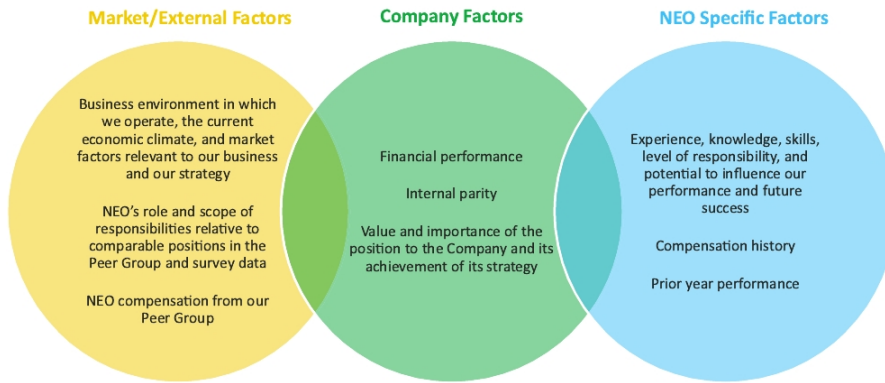 Market/External Factors
Company Factors
NEO Specific Factors
Business environment in which
we operate, the current
economic climate, and market
factors relevant to our business
and our strategy
NEO’s role and scope of
responsibilities relative to
comparable positions in the
Peer Group and survey data
NEO compensation from our
Peer Group
Financial performance
Internal parity
Value and importance of the
position to the Company and its
achievement of its strategy
Experience, knowledge, skills,
level of responsibility, and
potential to influence our
performance and future
success
Compensation history
Prior year performance